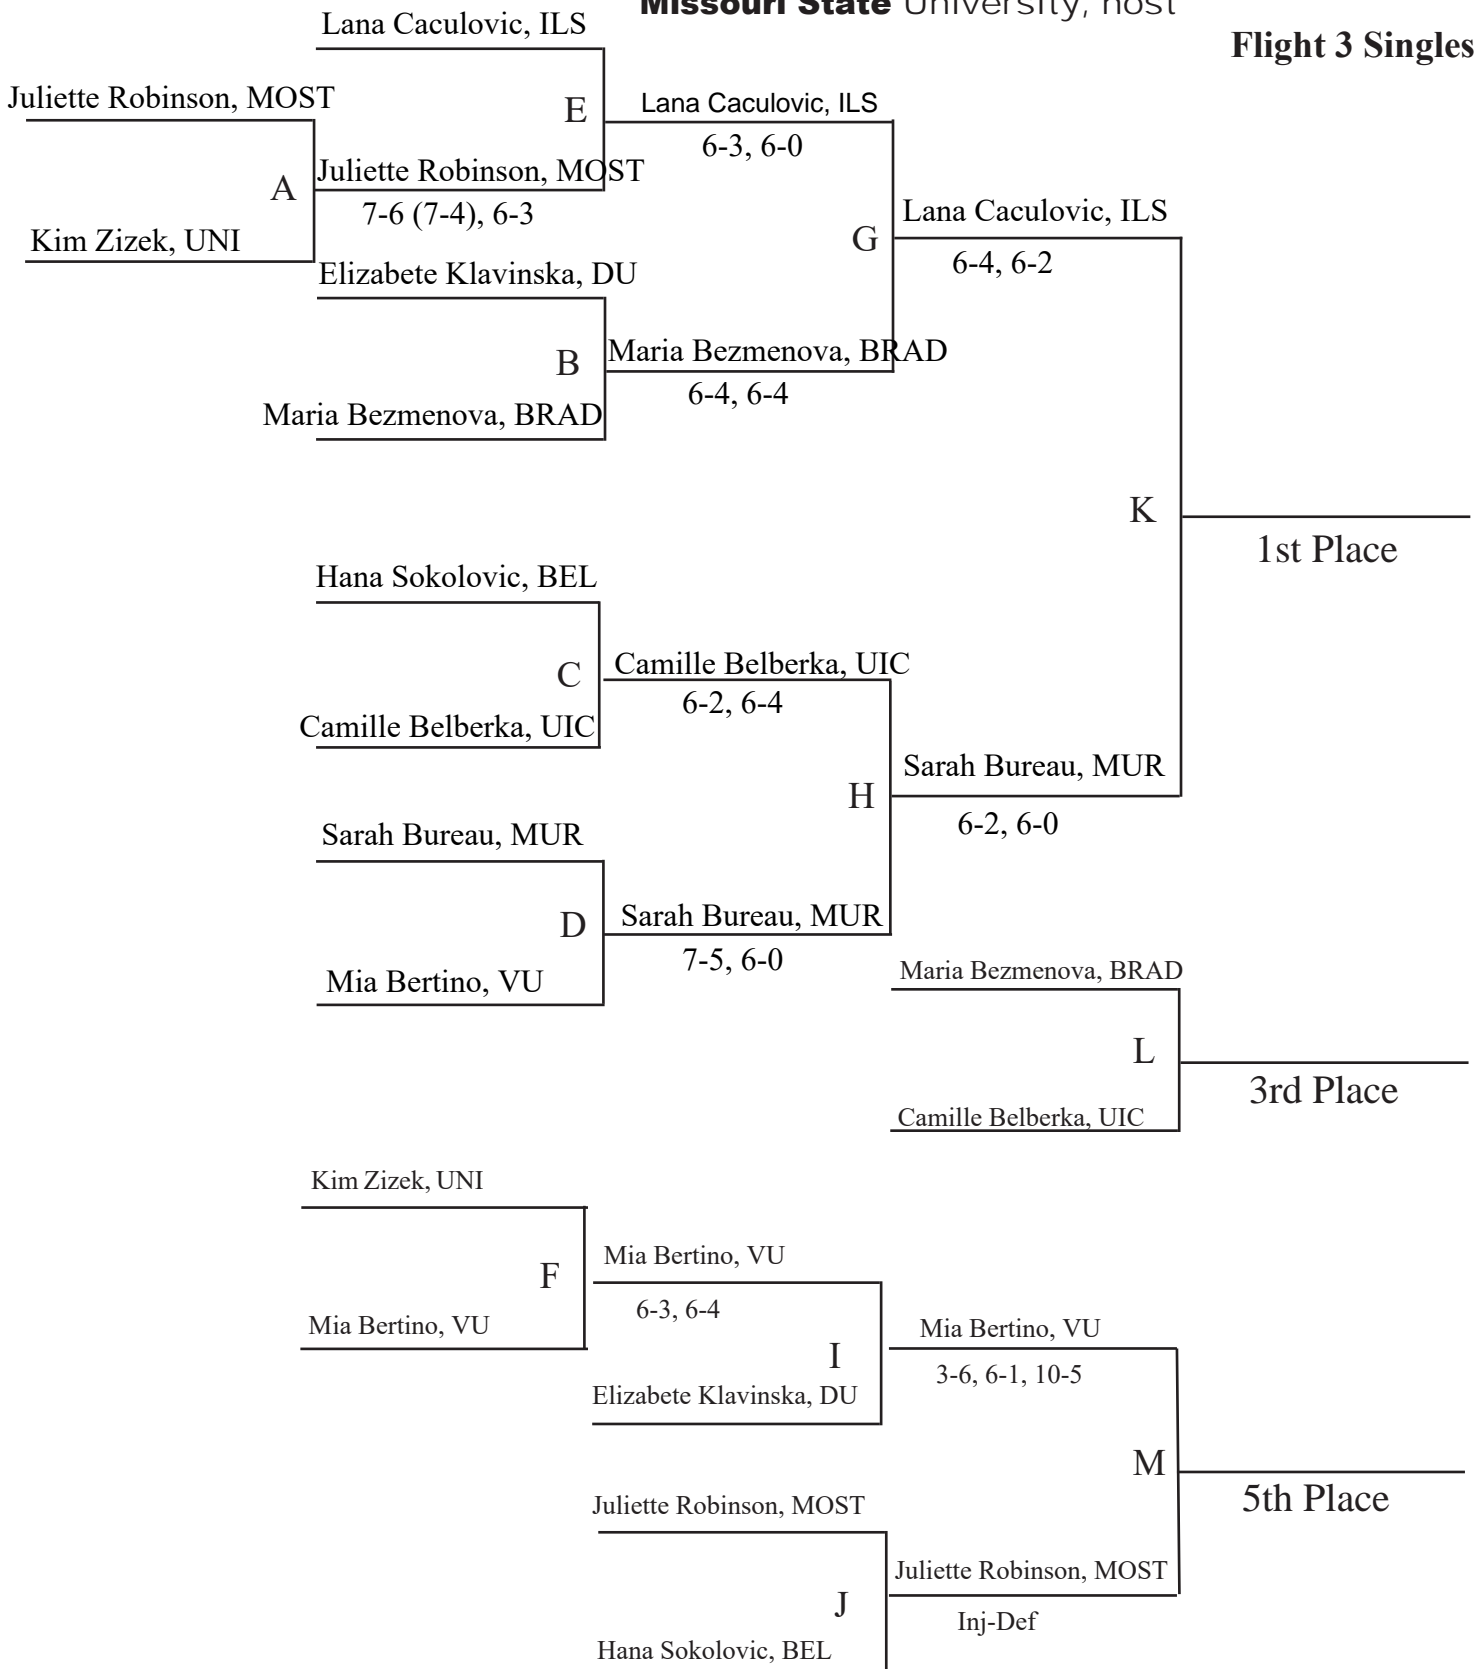 Missouri State University, host
Flight 3 Singles
Lana Caculovic, ILS
Juliette Robinson, MOST
E
Lana Caculovic, ILS
6-3, 6-0
A
Juliette Robinson, MOST
7-6 (7-4), 6-3
Kim Zizek, UNI
G
Lana Caculovic, ILS
6-4, 6-2
Elizabete Klavinska, DU
B
Maria Bezmenova, BRAD
6-4, 6-4
Maria Bezmenova, BRAD
K
1st Place
Hana Sokolovic, BEL
C
Camille Belberka, UIC
6-2, 6-4
Camille Belberka, UIC
H
Sarah Bureau, MUR
6-2, 6-0
Sarah Bureau, MUR
D
Sarah Bureau, MUR
7-5, 6-0
Mia Bertino, VU
Maria Bezmenova, BRAD
L
3rd Place
Camille Belberka, UIC
Kim Zizek, UNI
F
Mia Bertino, VU
6-3, 6-4
Mia Bertino, VU
I
Mia Bertino, VU
3-6, 6-1, 10-5
Elizabete Klavinska, DU
M
5th Place
Juliette Robinson, MOST
J
Juliette Robinson, MOST
Inj-Def
Hana Sokolovic, BEL